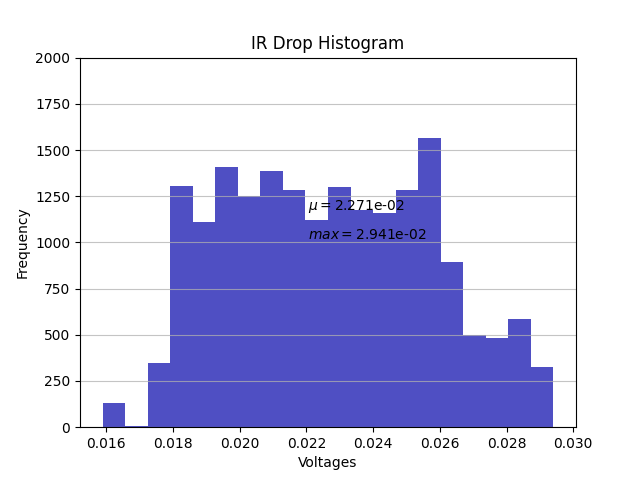 IR Drop Histogram
2000
1750
1500
1250
1000
750
500
250
0
Frequency
μ = 2.271e-02
max = 2.941e-02
0.016 0.018 0.020 0.022 0.024 0.026 0.028 0.030
Voltages